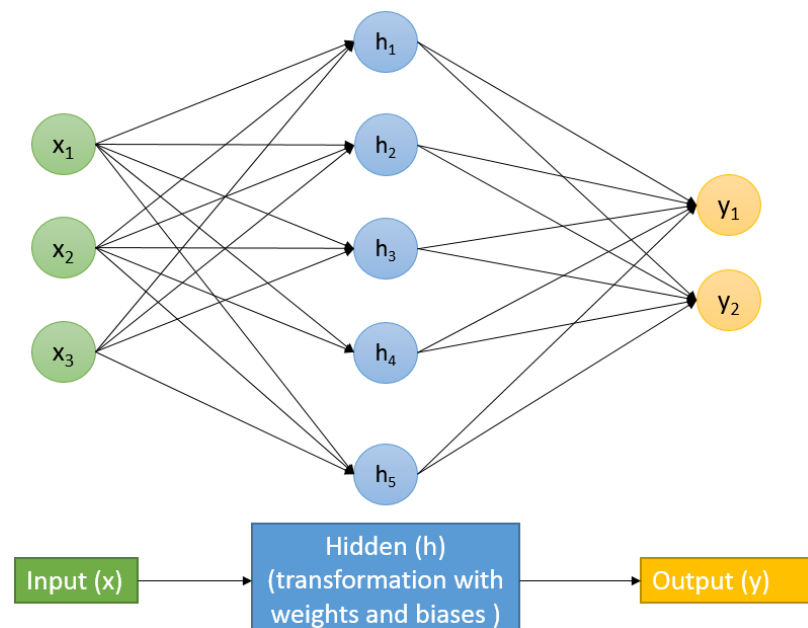 h₁
x₁
h₂
y₁
x₂
h₃
y₂
x₃
h₄
h₅
Input (x)
Hidden (h)
(transformation with
weights and biases )
Output (y)